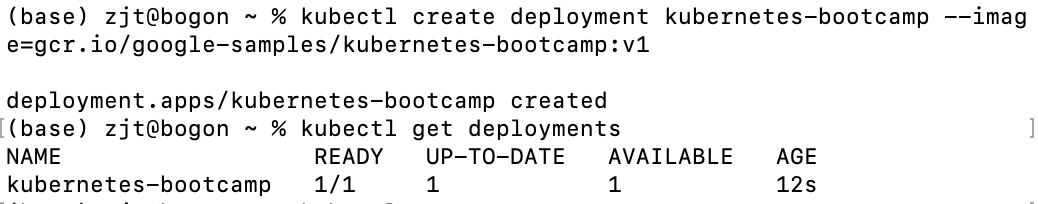 (base) zjt@bogon ~ % kubectl create deployment kubernetes-bootcamp --imag
e=gcr.io/google-samples/kubernetes-bootcamp:v1
deployment.apps/kubernetes-bootcamp created
[(base) zjt@bogon ~ % kubectl get deployments ]
NAME READY UP-TO-DATE AVAILABLE AGE
kubernetes-bootcamp 1/1 1 1 12s